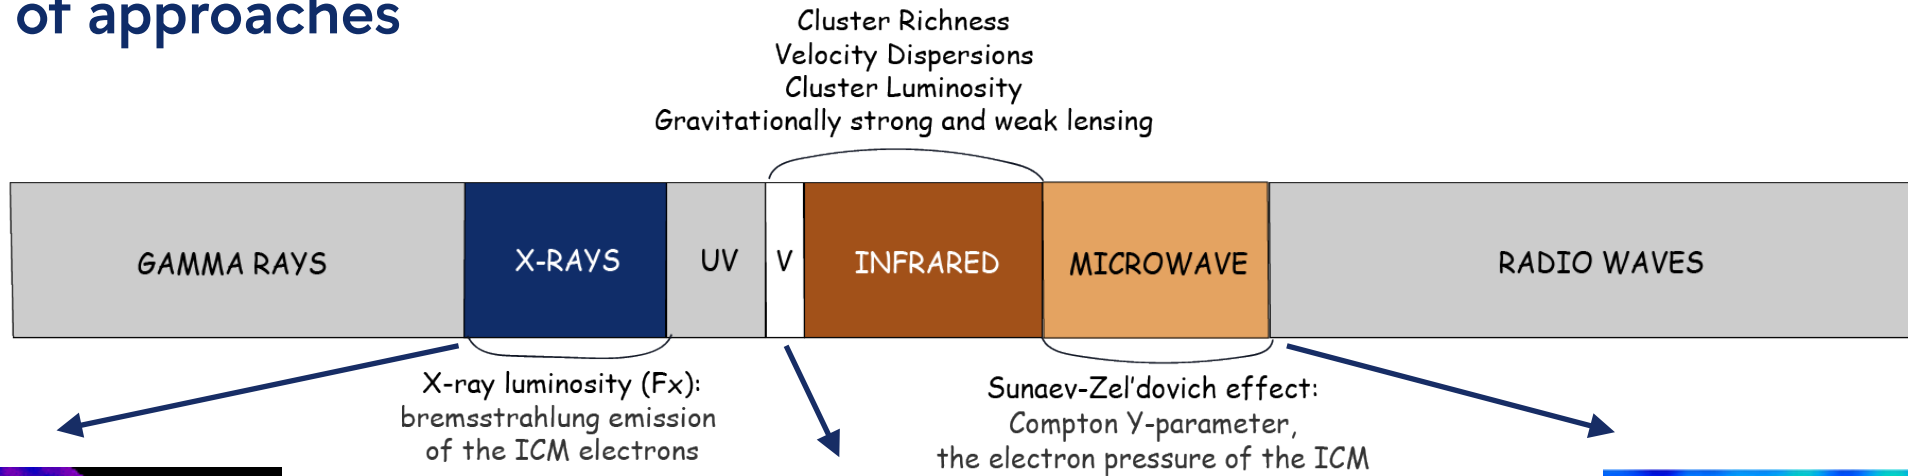 of approaches
Cluster Richness
Velocity Dispersions
Cluster Luminosity
Gravitationally strong and weak lensing
GAMMA RAYS
X-RAYS
UV
V
INFRARED
MICROWAVE
RADIO WAVES
X-ray luminosity (Fx):
bremsstrahlung emission
of the ICM electrons
Sunaev-Zel'dovich effect:
Compton Y-parameter,
the electron pressure of the ICM